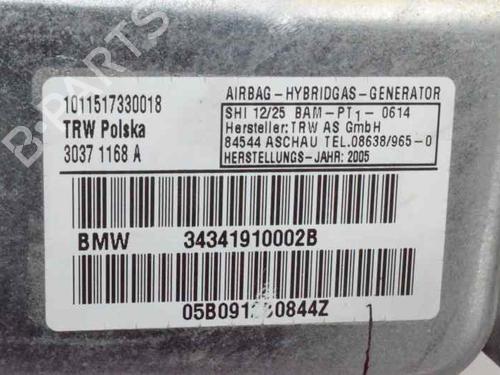 1011517330018
TRW Polska
3037 1168 A
AIRBAG-HYBRIDGAS-GENERATOR
SHI 12/25 BAM-PT1-0614
Hersteller:TRW AS GmbH
84544 ASCHAU TEL.08638/965-0
HERSTELLUNGS-JAHR:2005
BMW 34341910002B
B-PARTS